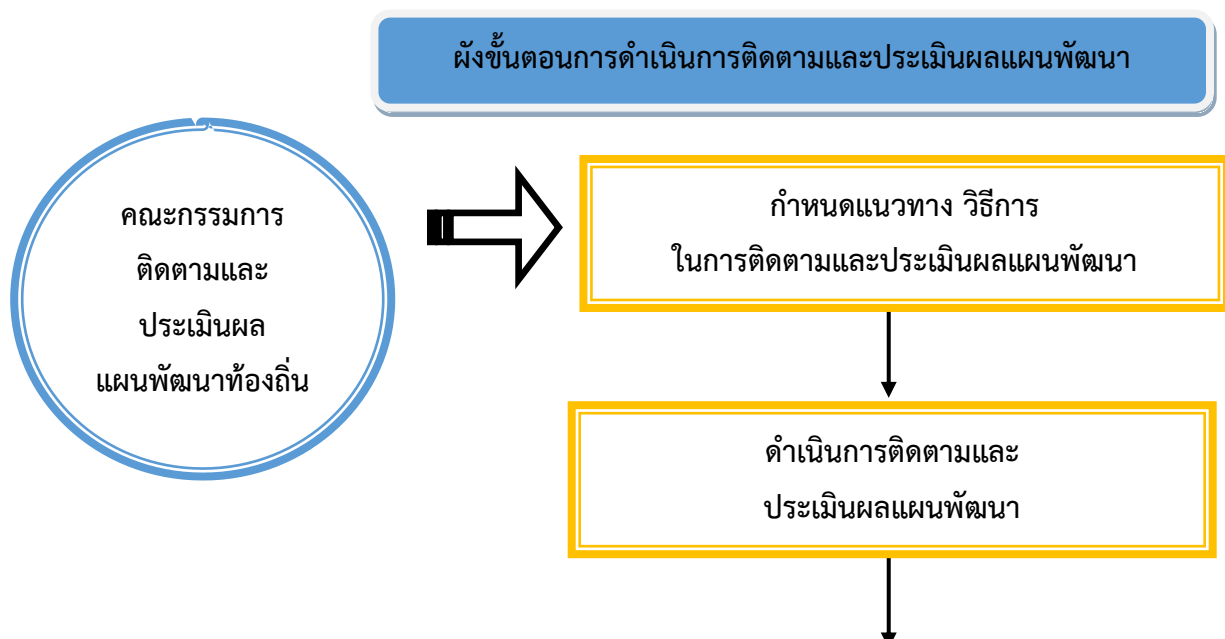 ผังขั้นตอนการดำเนินการติดตามและประเมินผลแผนพัฒนา
คณะกรรมการ
ติดตามและ
ประเมินผล
แผนพัฒนาท้องถิ่น
กำหนดแนวทาง วิธีการ
ในการติดตามและประเมินผลแผนพัฒนา
ดำเนินการติดตามและ
ประเมินผลแผนพัฒนา